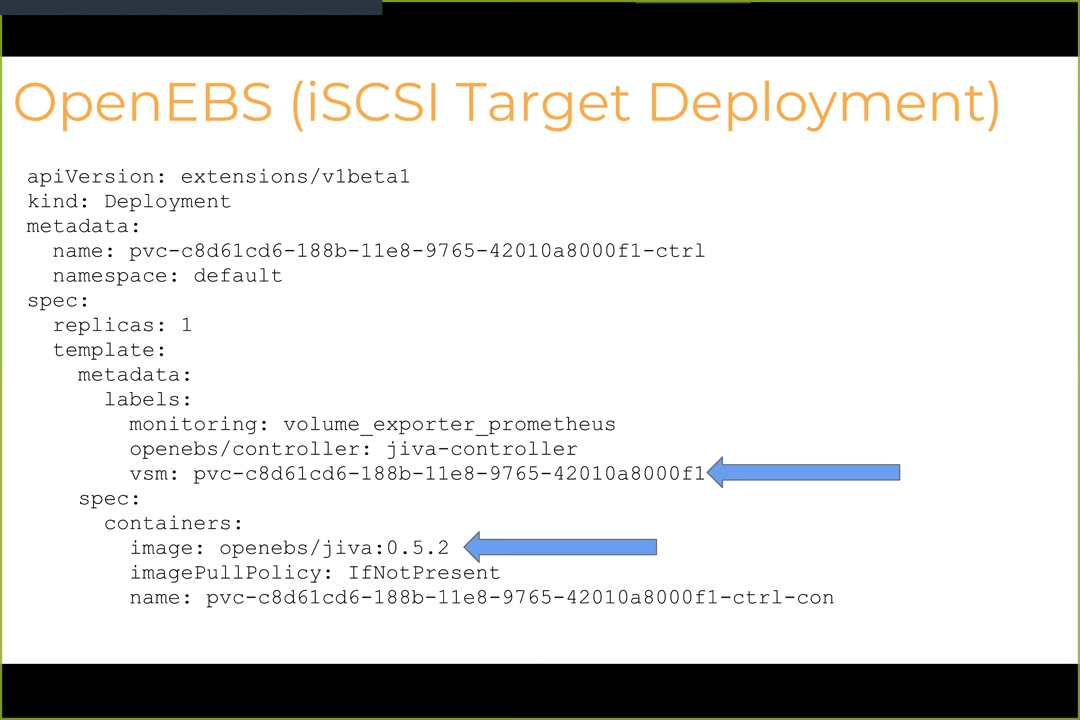 OpenEBS (iSCSI Target Deployment)
apiVersion: extensions/v1beta1
kind: Deployment
metadata:
  name: pvc-c8d61cd6-188b-11e8-9765-42010a8000f1-ctrl
  namespace: default
spec:
  replicas: 1
  template:
    metadata:
      labels:
        monitoring: volume_exporter_prometheus
        openebs/controller: jiva-controller
        vsm: pvc-c8d61cd6-188b-11e8-9765-42010a8000f1
    spec:
      containers:
        image: openebs/jiva:0.5.2
        imagePullPolicy: IfNotPresent
        name: pvc-c8d61cd6-188b-11e8-9765-42010a8000f1-ctrl-con